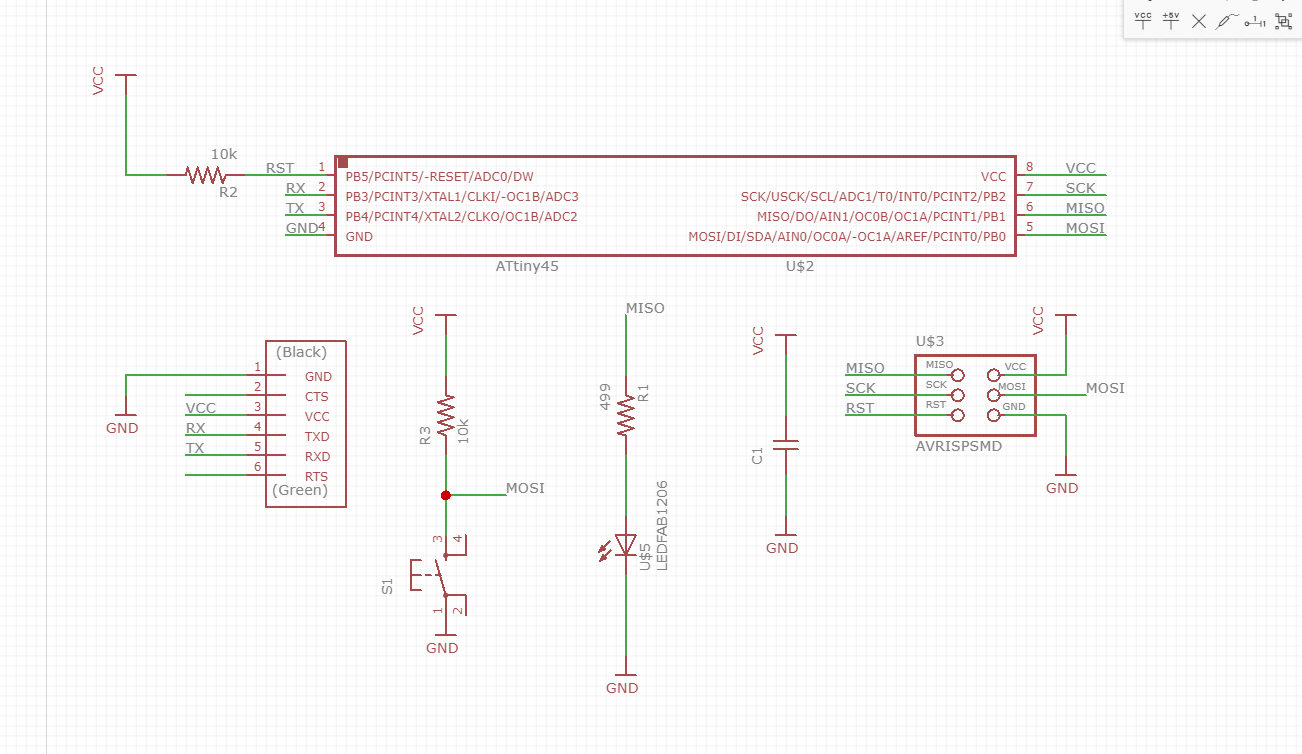 VCC +5V
VCC
10k
R2
RST 1
RX 2
TX 3
GND 4
PB5/PCINT5/-RESET/ADC0/DW
PB3/PCINT3/XTAL1/CLKI/-OC1B/ADC3
PB4/PCINT4/XTAL2/CLKO/OC1B/ADC2
GND
VCC
SCK/USCK/SCL/ADC1/T0/INT0/PCINT2/PB2
MISO/DO/AIN1/OC0B/OC1A/PCINT1/PB1
MOSI/DI/SDA/AIN0/OC0A/-OC1A/AREF/PCINT0/PB0
8 VCC
7 SCK
6 MISO
5 MOSI
ATtiny45 U$2
(Black)
1 GND
2 CTS
VCC 3 VCC
RX 4 TXD
TX 5 RXD
6 RTS
(Green)
GND
VCC
R3
10k
MOSI
3 4
S1
1 2
GND
MISO
499
R1
U$5
LEDFAB1206
GND
VCC
C1
GND
U$3
VCC
MISO MISO VCC
SCK SCK MOSI MOSI
RST RST GND
AVRISPSMD
GND